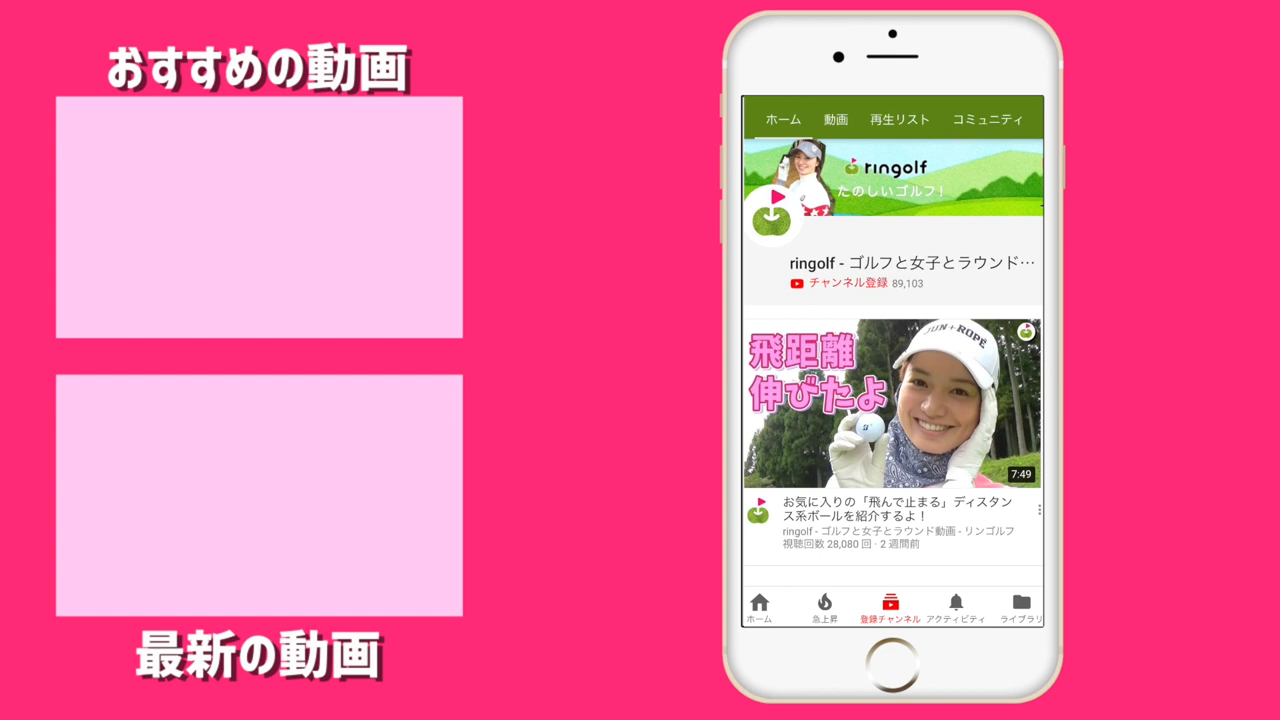 おすすめの動画
最新の動画
ホーム 動画 再生リスト コミュニティ
ringolf
たのしいゴルフ!
ringolf - ゴルフと女子とラウンド…
チャンネル登録 89,103
JUN+ROPE
飛距離
伸びたよ
7:49
お気に入りの「飛んで止まる」ディスタン
ス系ボールを紹介するよ！
ringolf - ゴルフと女子とラウンド動画 - リンゴルフ
視聴回数 28,080 回 · 2 週間前
ホーム 急上昇 登録チャンネル アクティビティ ライブラリ